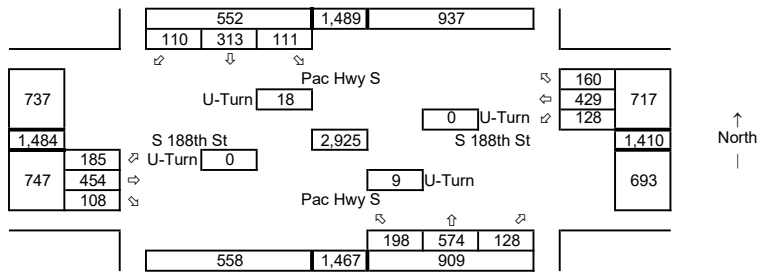 552 1,489 937
110 313 111
Pac Hwy S
160
737 U-Turn 18 429 717
0 U-Turn 128
↑
1,484 S 188th St 2,925 S 188th St 1,410 North
185 U-Turn 0
747 454 9 U-Turn 693
108 Pac Hwy S
198 574 128
558 1,467 909